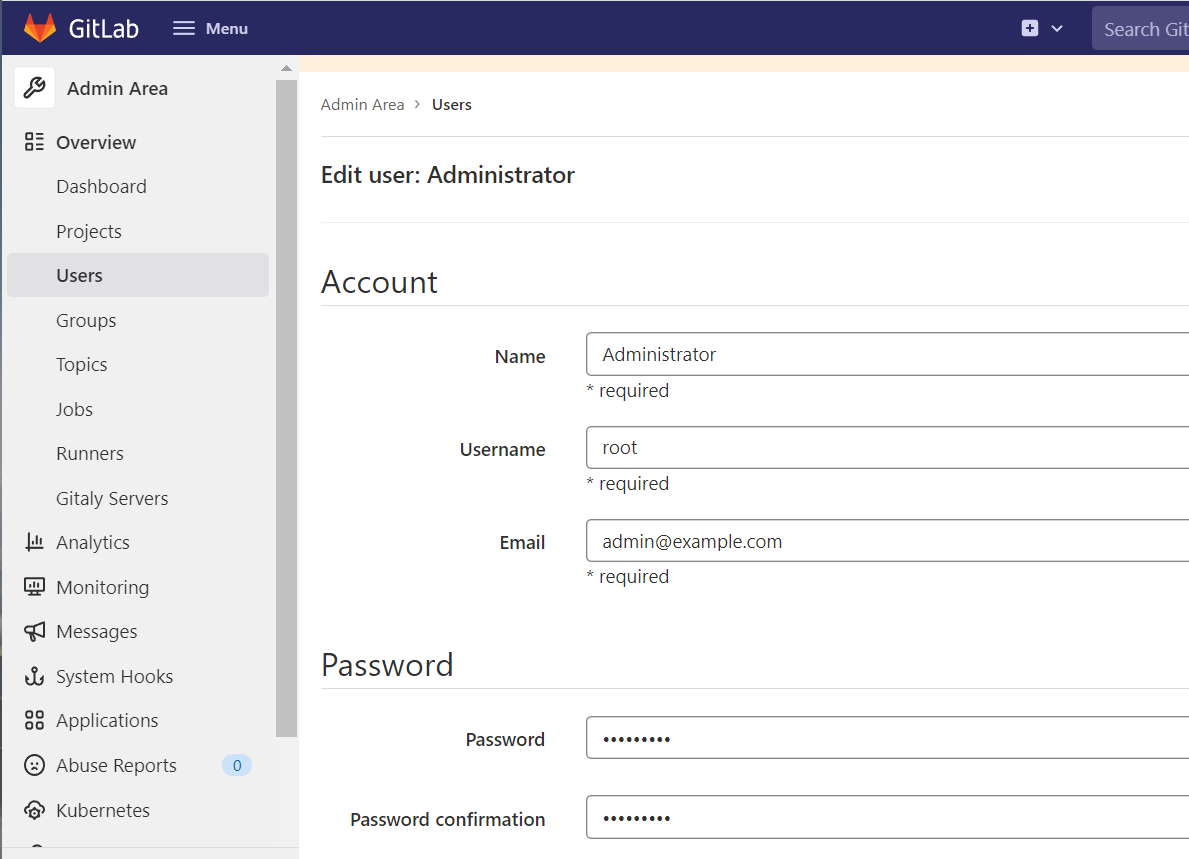 GitLab
Menu
Search Git
Admin Area
Overview
Dashboard
Projects
Users
Groups
Topics
Jobs
Runners
Gitaly Servers
Analytics
Monitoring
Messages
System Hooks
Applications
Abuse Reports 0
Kubernetes
Admin Area > Users
Edit user: Administrator
Account
Name
Administrator
* required
Username
root
* required
Email
admin@example.com
* required
Password
Password
•••••••••
Password confirmation
•••••••••